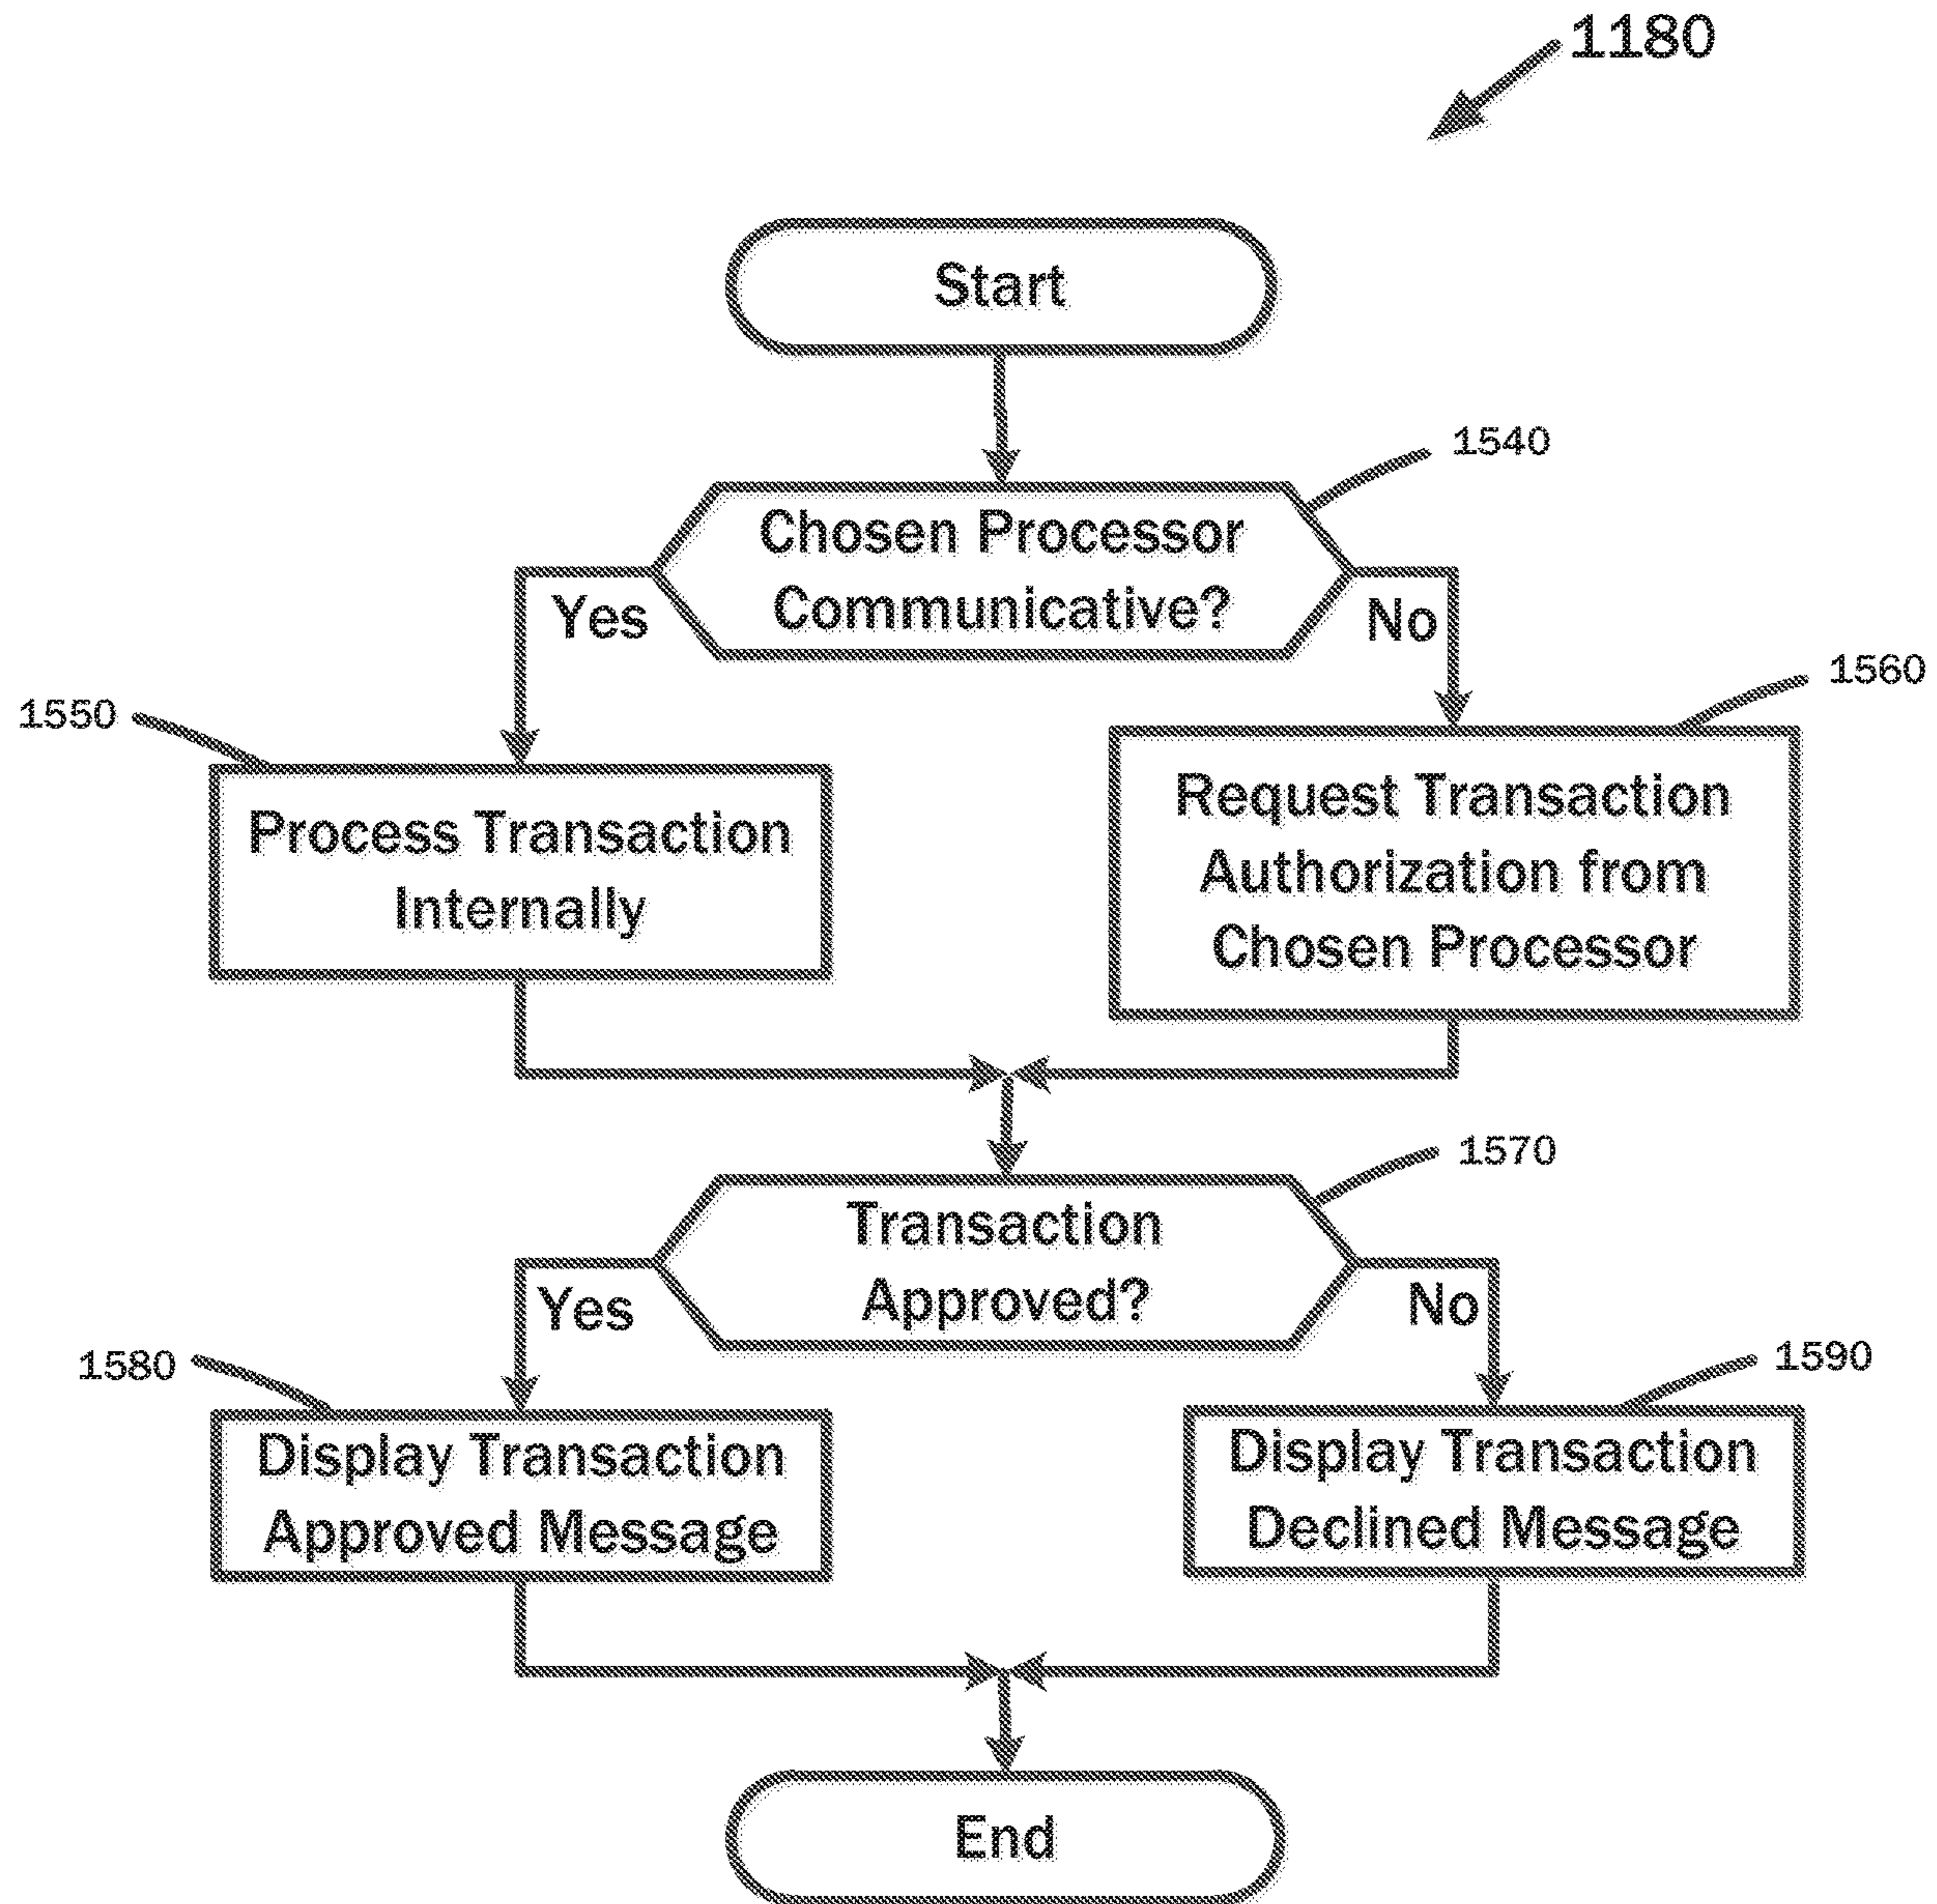 1180
Start
1540
Chosen Processor
Communicative?
Yes
No
1550
1560
Process Transaction
Internally
Request Transaction
Authorization from
Chosen Processor
1570
Transaction
Approved?
Yes
No
1580
1590
Display Transaction
Approved Message
Display Transaction
Declined Message
End